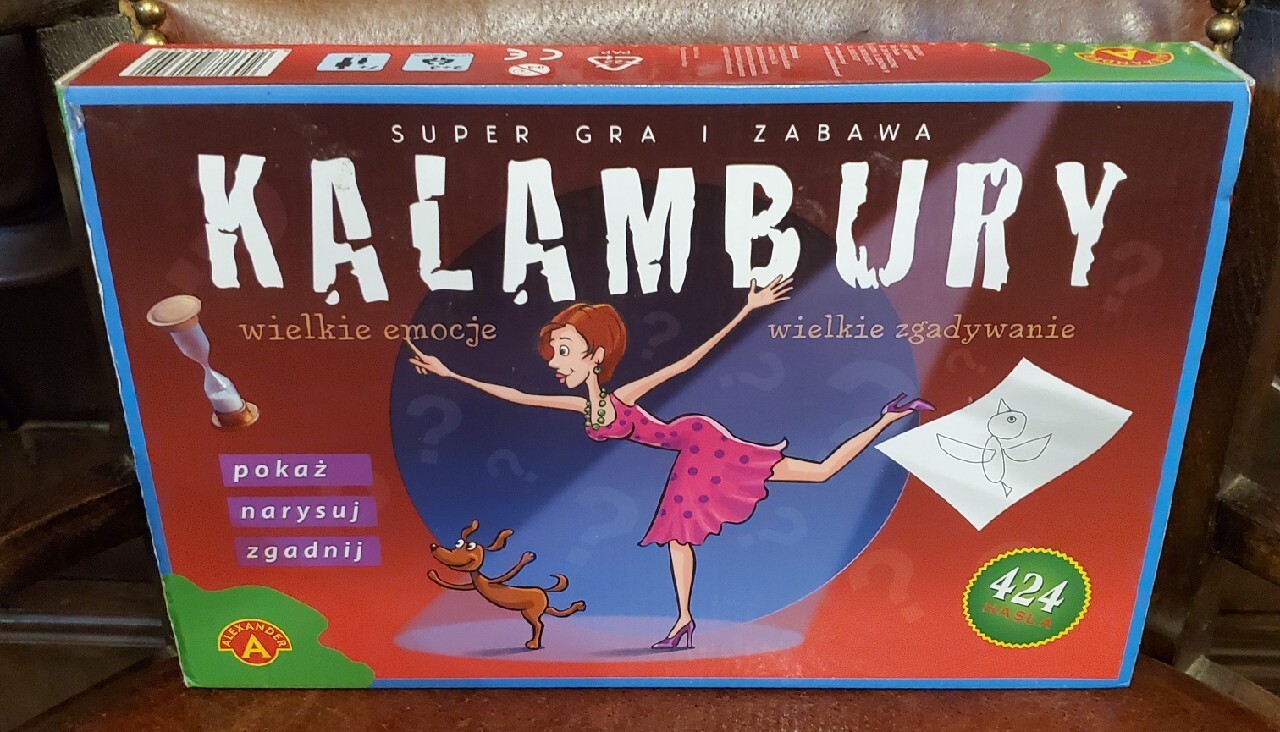 SUPER GRA I ZABAWA
KALAMBURY
wielkie emocje
wielkie zgadywanie
pokaż
narysuj
zgadnij
424
HASŁA
ALEXANDER
A